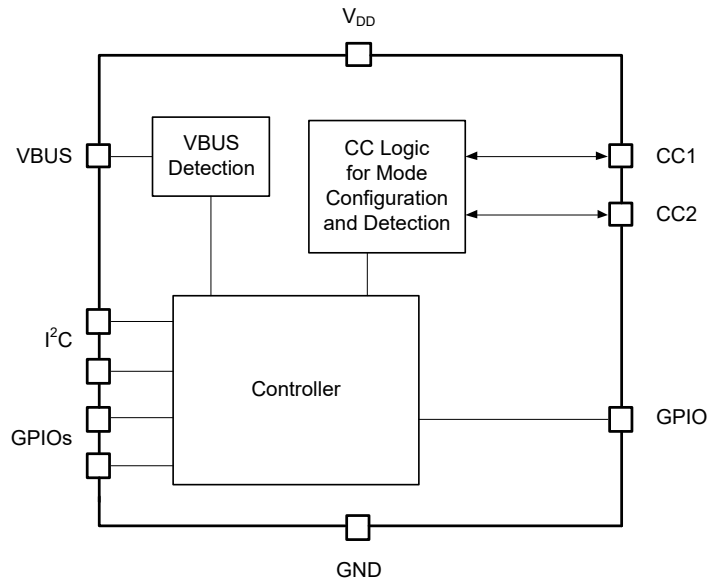 VDD
VBUS
VBUS
Detection
CC Logic
for Mode
Configuration
and Detection
CC1
CC2
I²C
Controller
GPIOs
GPIO
GND